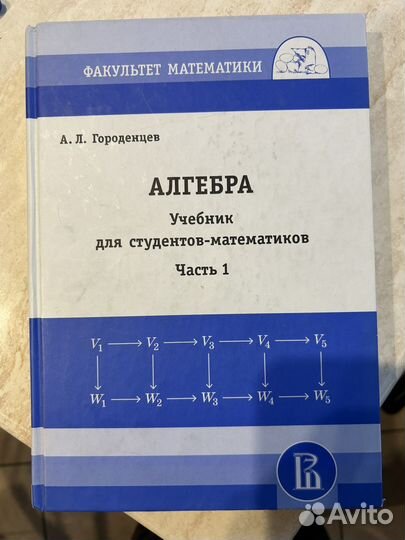 ФАКУЛЬТЕТ МАТЕМАТИКИ
А. Л. Городенцев
АЛГЕБРА
Учебник
для студентов-математиков
Часть 1
V₁ → V₂ → V₃ → V₄ → V₅
↓ ↓ ↓ ↓ ↓
W₁ → W₂ → W₃ → W₄ → W₅
Avito